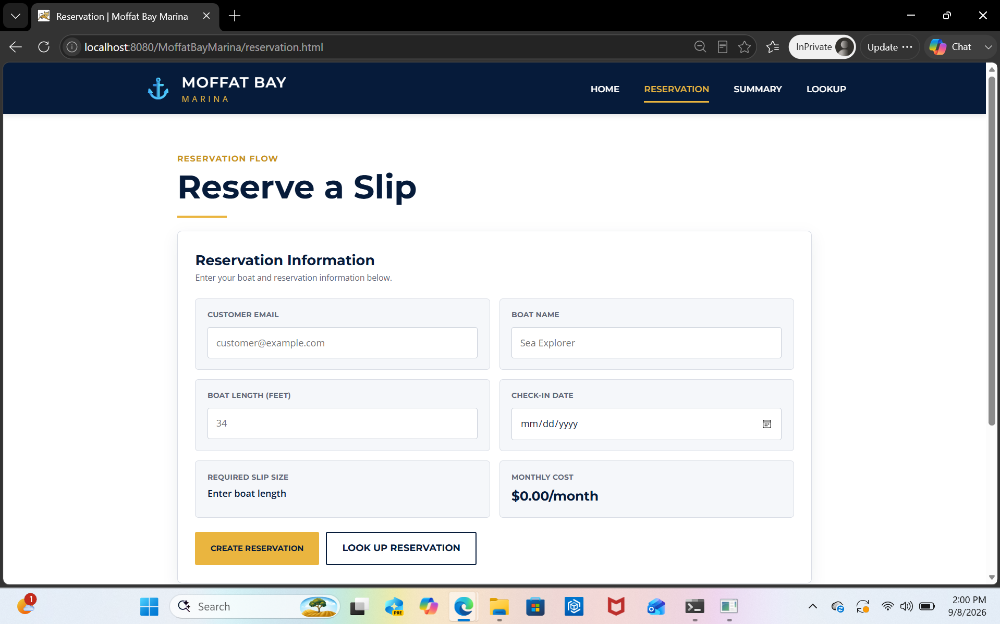 Reservation | Moffat Bay Marina
localhost:8080/MoffatBayMarina/reservation.html
InPrivate
Update
Chat
MOFFAT BAY
MARINA
HOME
RESERVATION
SUMMARY
LOOKUP
RESERVATION FLOW
Reserve a Slip
Reservation Information
Enter your boat and reservation information below.
CUSTOMER EMAIL
customer@example.com
BOAT NAME
Sea Explorer
BOAT LENGTH (FEET)
34
CHECK-IN DATE
mm/dd/yyyy
REQUIRED SLIP SIZE
Enter boat length
MONTHLY COST
$0.00/month
CREATE RESERVATION
LOOK UP RESERVATION
1
Search
PRE
2:00 PM
9/8/2026